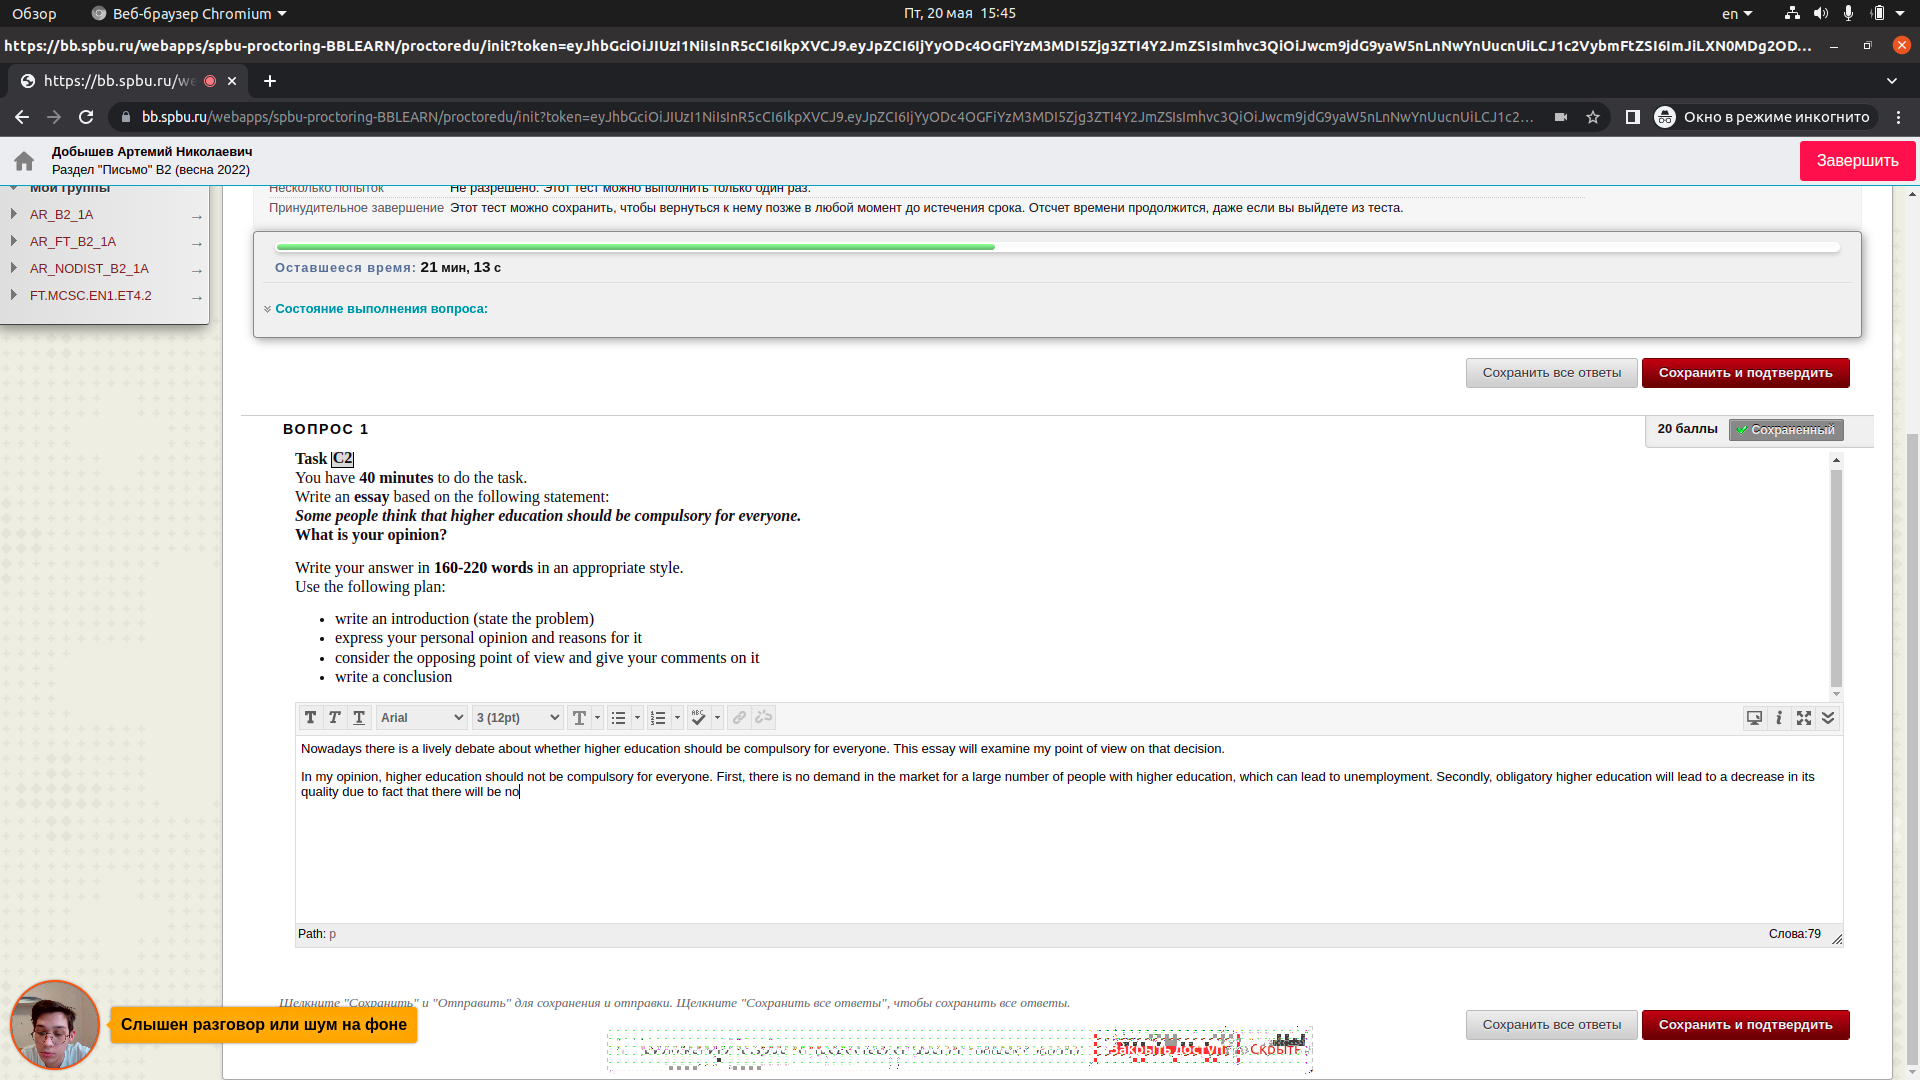 Обзор
Веб-браузер Chromium
Пт, 20 мая 15:45
en
https://bb.spbu.ru/webapps/spbu-proctoring-BBLEARN/proctoredu/init?token=eyJhbGciOiJIUzI1NiIsInR5cCI6IkpXVCJ9.eyJpZCI6IjYyODc4OGFiYzM3MDI5Zjg3ZTI4Y2JmZSIsImhvc3QiOiJwcm9jdG9yaW5nLnNwYnUucnUiLCJ1c2VybmFtZSI6ImJiLXN0MDg2OD...
https://bb.spbu.ru/we
bb.spbu.ru/webapps/spbu-proctoring-BBLEARN/proctoredu/init?token=eyJhbGciOiJIUzI1NiIsInR5cCI6IkpXVCJ9.eyJpZCI6IjYyODc4OGFiYzM3MDI5Zjg3ZTI4Y2JmZSIsImhvc3QiOiJwcm9jdG9yaW5nLnNwYnUucnUiLCJ1c2...
Окно в режиме инкогнито
Добышев Артемий Николаевич
Раздел "Письмо" B2 (весна 2022)
Завершить
Мои группы
AR_B2_1A
AR_FT_B2_1A
AR_NODIST_B2_1A
FT.MCSC.EN1.ET4.2
Несколько попыток Не разрешено. Этот тест можно выполнить только один раз.
Принудительное завершение Этот тест можно сохранить, чтобы вернуться к нему позже в любой момент до истечения срока. Отсчет времени продолжится, даже если вы выйдете из теста.
Оставшееся время: 21 мин, 13 с
Состояние выполнения вопроса:
Сохранить все ответы
Сохранить и подтвердить
ВОПРОС 1
20 баллы
Сохраненный
Task C2
You have 40 minutes to do the task.
Write an essay based on the following statement:
Some people think that higher education should be compulsory for everyone.
What is your opinion?
Write your answer in 160-220 words in an appropriate style.
Use the following plan:
• write an introduction (state the problem)
• express your personal opinion and reasons for it
• consider the opposing point of view and give your comments on it
• write a conclusion
Arial
3 (12pt)
Nowadays there is a lively debate about whether higher education should be compulsory for everyone. This essay will examine my point of view on that decision.
In my opinion, higher education should not be compulsory for everyone. First, there is no demand in the market for a large number of people with higher education, which can lead to unemployment. Secondly, obligatory higher education will lead to a decrease in its
quality due to fact that there will be no
Path: p
Слова:79
Щелкните "Сохранить" и "Отправить" для сохранения и отправки. Щелкните "Сохранить все ответы", чтобы сохранить все ответы.
Слышен разговор или шум на фоне
Сохранить все ответы
Сохранить и подтвердить
Закрыть доступ
Скрыть